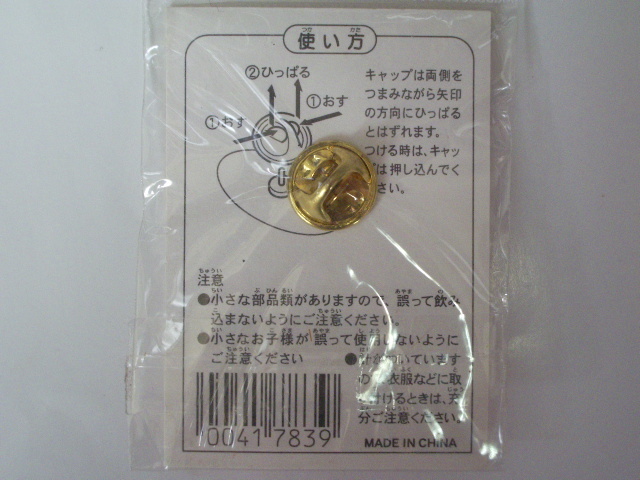 使い方
②ひっぱる
①おす
①おす
キャップは両側を
つまみながら矢印
の方向にひっぱる
とはずれます。
つける時は、キャッ
は押し込んでく
さい。
注意
●小さな部品類がありますので、誤って飲み
込まないようにご注意ください。
●小さなお子様が誤って使用しないように
ご注意ください
●針が付いています
衣服などに取
付けるときは、充
分ご注意ください。
0041 7839
MADE IN CHINA